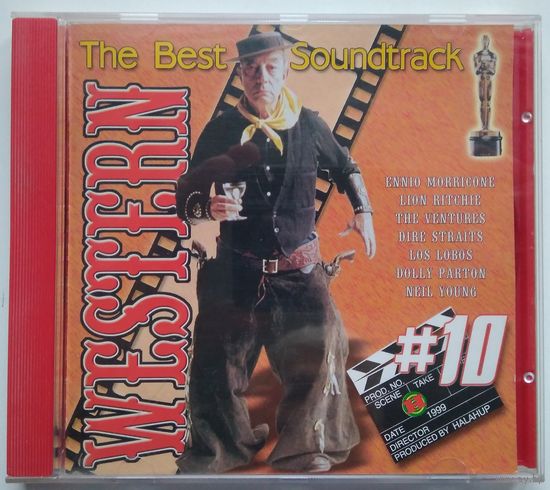 The Best Soundtrack
WESTERN
ENNIO MORRICONE
LION RITCHIE
THE VENTURES
DIRE STRAITS
LOS LOBOS
DOLLY PARTON
NEIL YOUNG
#10
PROD. NO.
SCENE TAKE
DATE 1999
DIRECTOR
PRODUCED BY HALAHUP